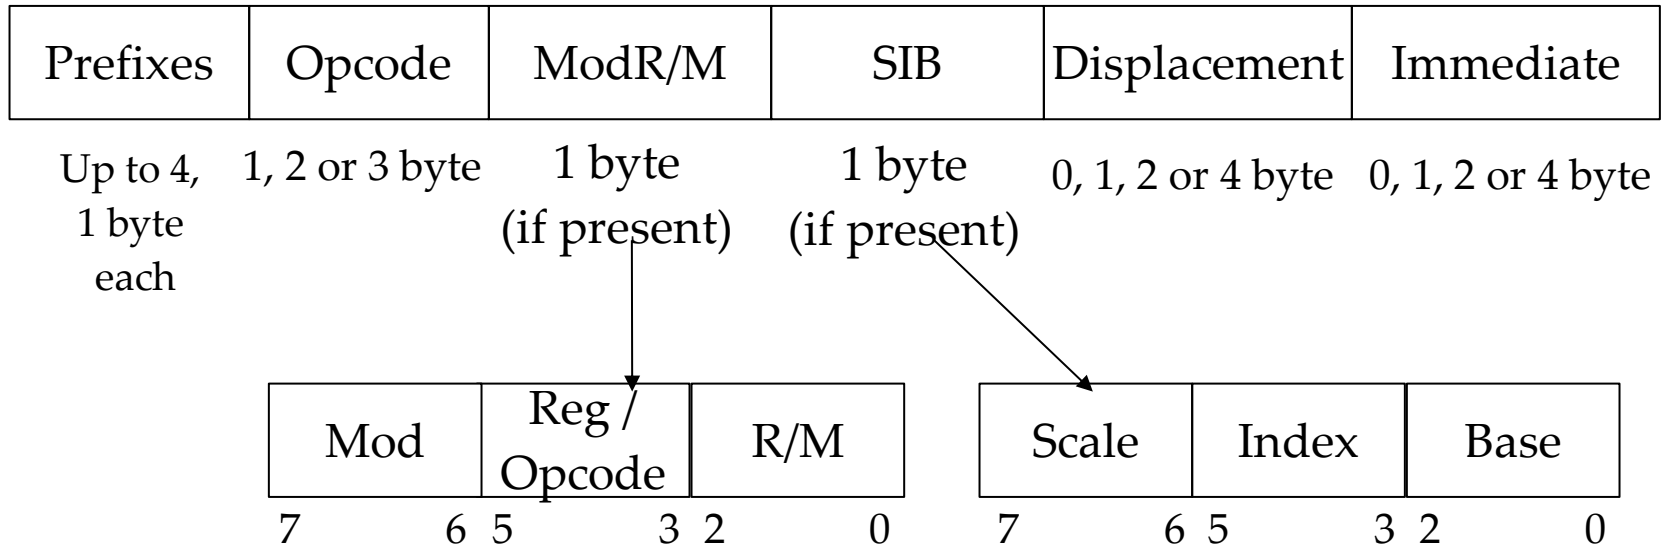 Prefixes Opcode ModR/M SIB Displacement Immediate
Up to 4, 1, 2 or 3 byte 1 byte 1 byte 0, 1, 2 or 4 byte 0, 1, 2 or 4 byte
1 byte (if present) (if present)
each
Mod Reg / R/M Scale Index Base
Opcode
7 6 5 3 2 0 7 6 5 3 2 0